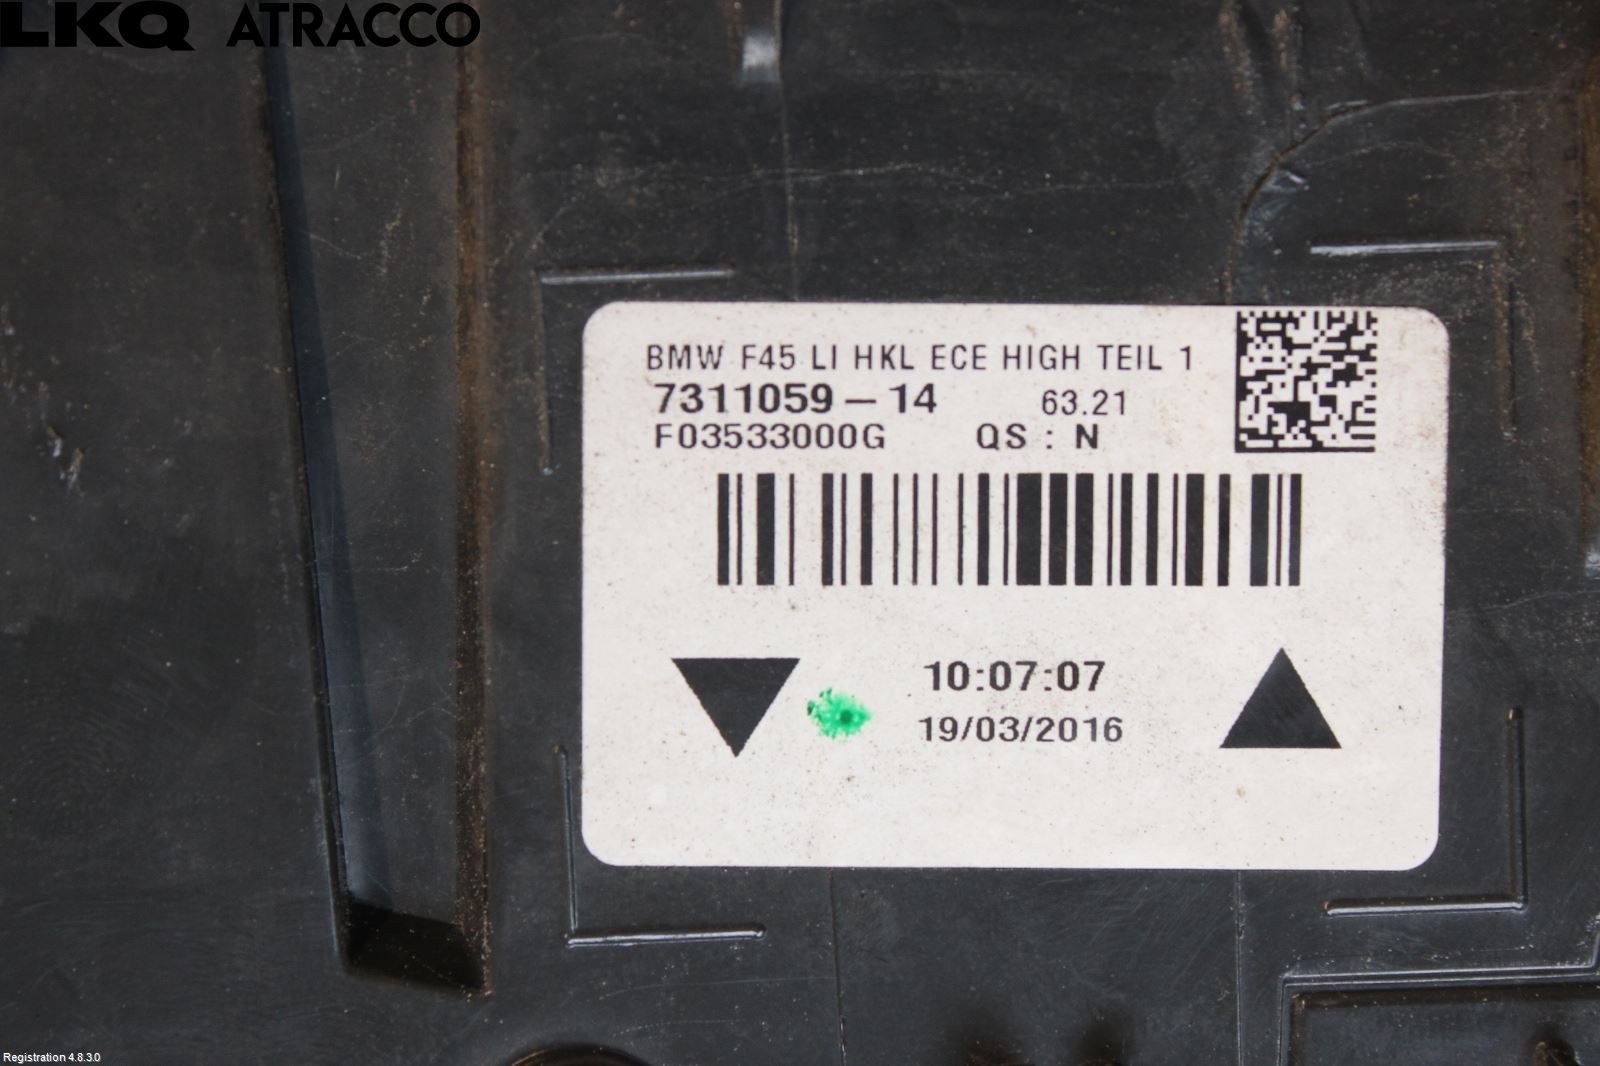 LKQ ATRACCO
BMW F45 LI HKL ECE HIGH TEIL 1
7311059-14 63.21
F03533000G QS : N
10:07:07
19/03/2016
Registration 4.8.3.0